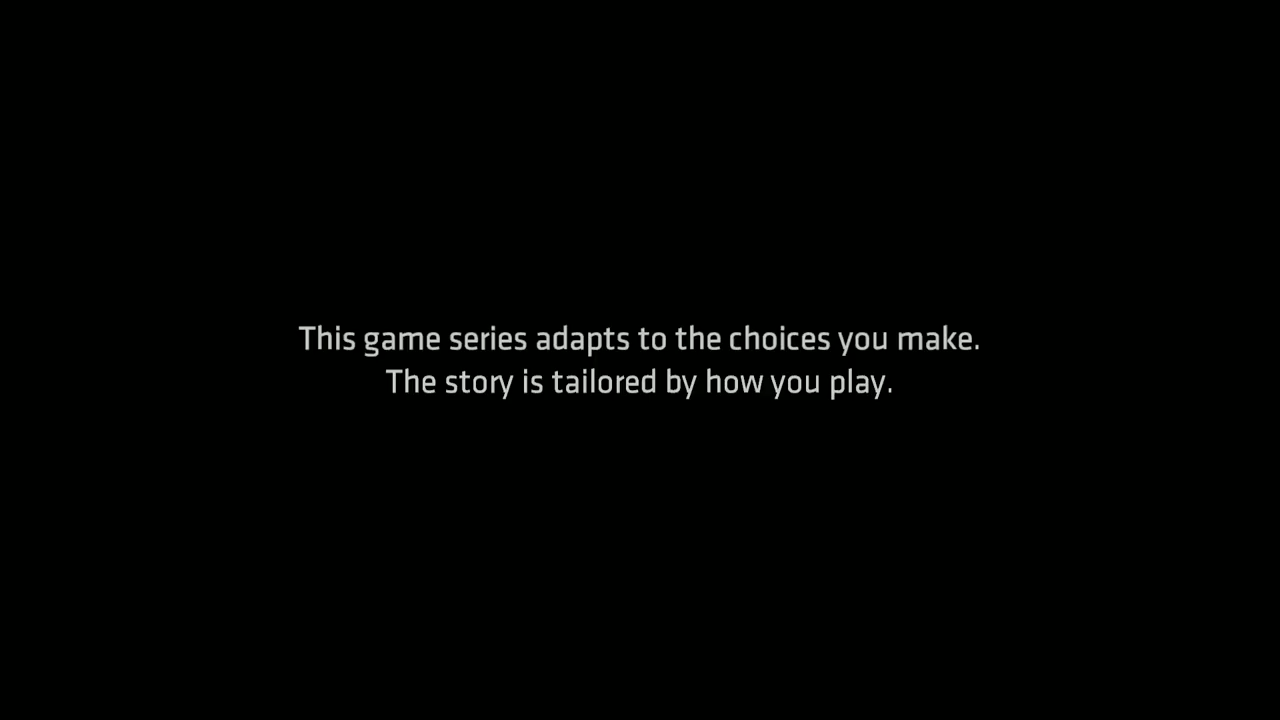 This game series adapts to the choices you make.
The story is tailored by how you play.